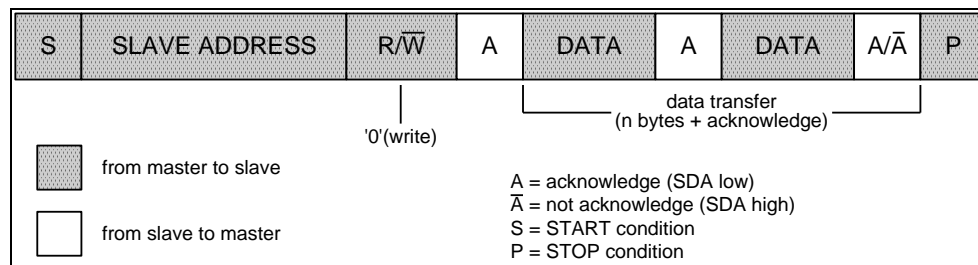 S SLAVE ADDRESS R/W̅ A DATA A DATA A/A̅ P
'0'(write)
data transfer
(n bytes + acknowledge)
from master to slave
from slave to master
A = acknowledge (SDA low)
A̅ = not acknowledge (SDA high)
S = START condition
P = STOP condition